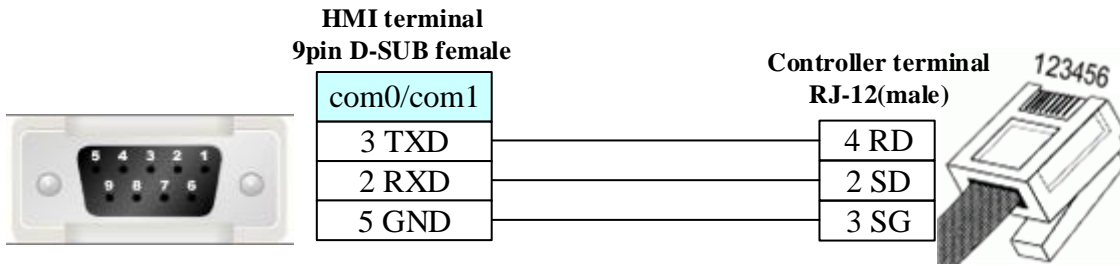 HMI terminal
9pin D-SUB female
com0/com1
3 TXD
2 RXD
5 GND
Controller terminal
RJ-12(male)
4 RD
2 SD
3 SG
123456
5 4 3 2 1
9 8 7 6